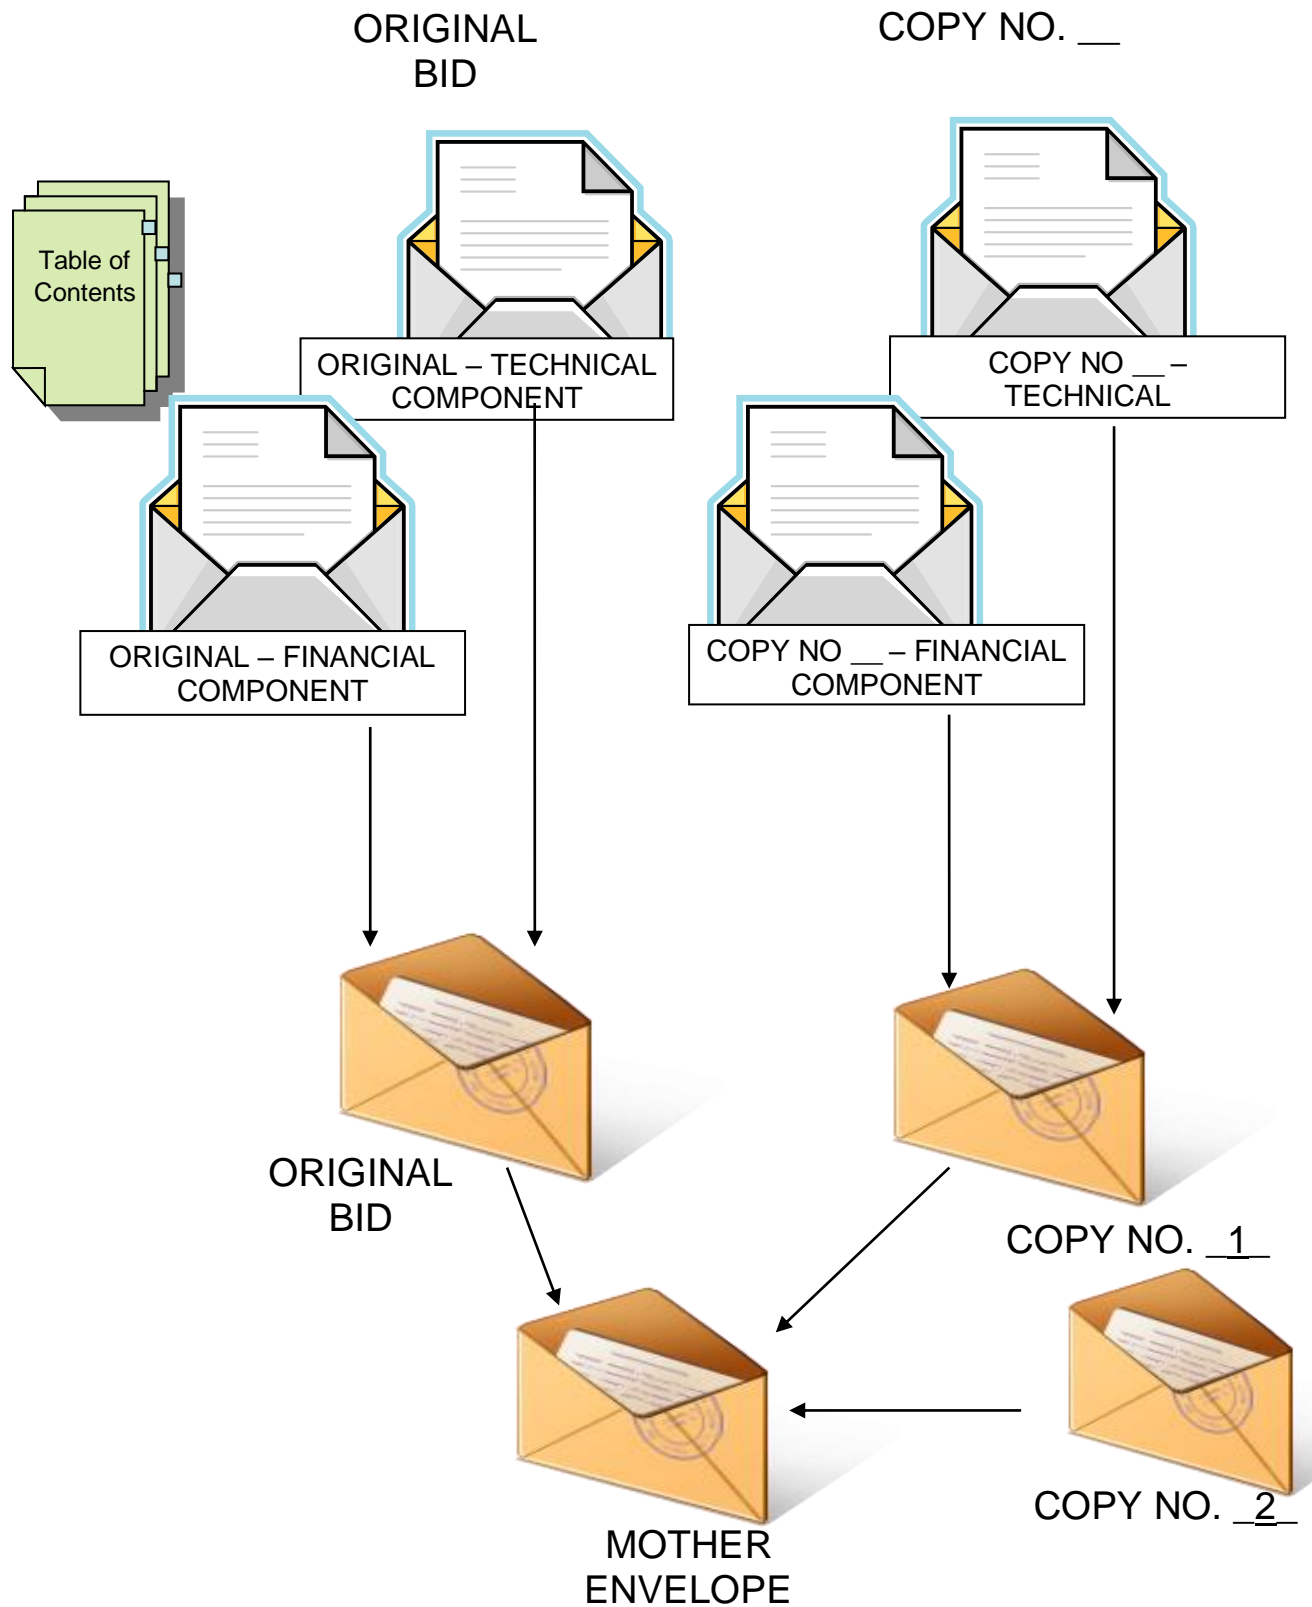 ORIGINAL
BID
COPY NO. __
Table of
Contents
ORIGINAL – TECHNICAL
COMPONENT
COPY NO __ –
TECHNICAL
ORIGINAL – FINANCIAL
COMPONENT
COPY NO __ – FINANCIAL
COMPONENT
ORIGINAL
BID
COPY NO. _1_
COPY NO. _2_
MOTHER
ENVELOPE